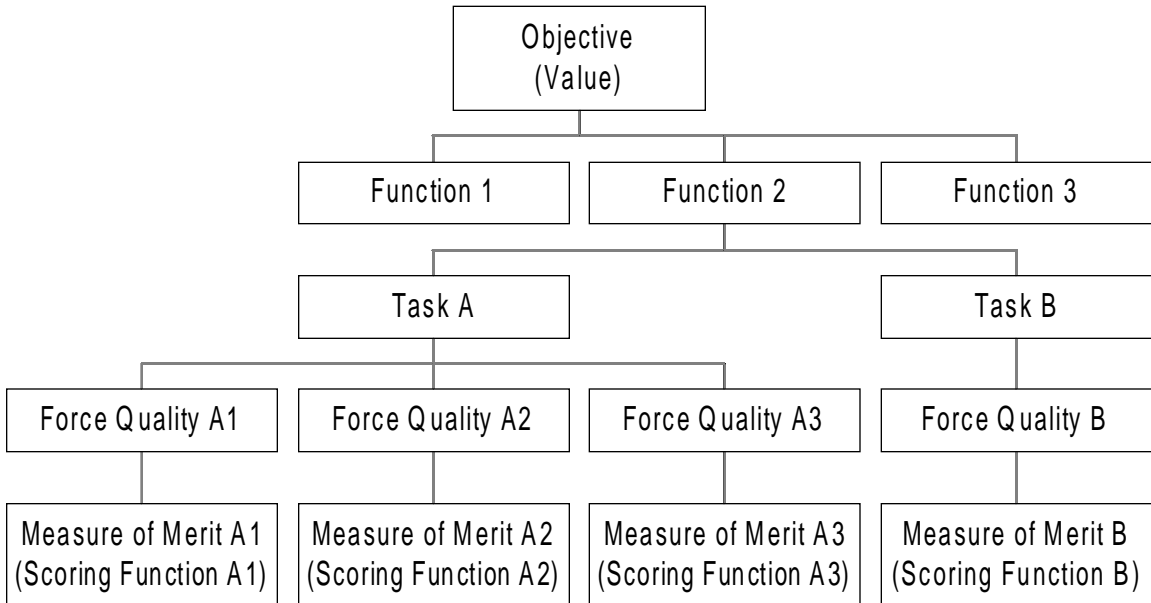 Objective
(Value)
Function 1
Function 2
Function 3
Task A
Task B
Force Quality A1
Force Quality A2
Force Quality A3
Force Quality B
Measure of Merit A1
(Scoring Function A1)
Measure of Merit A2
(Scoring Function A2)
Measure of Merit A3
(Scoring Function A3)
Measure of Merit B
(Scoring Function B)